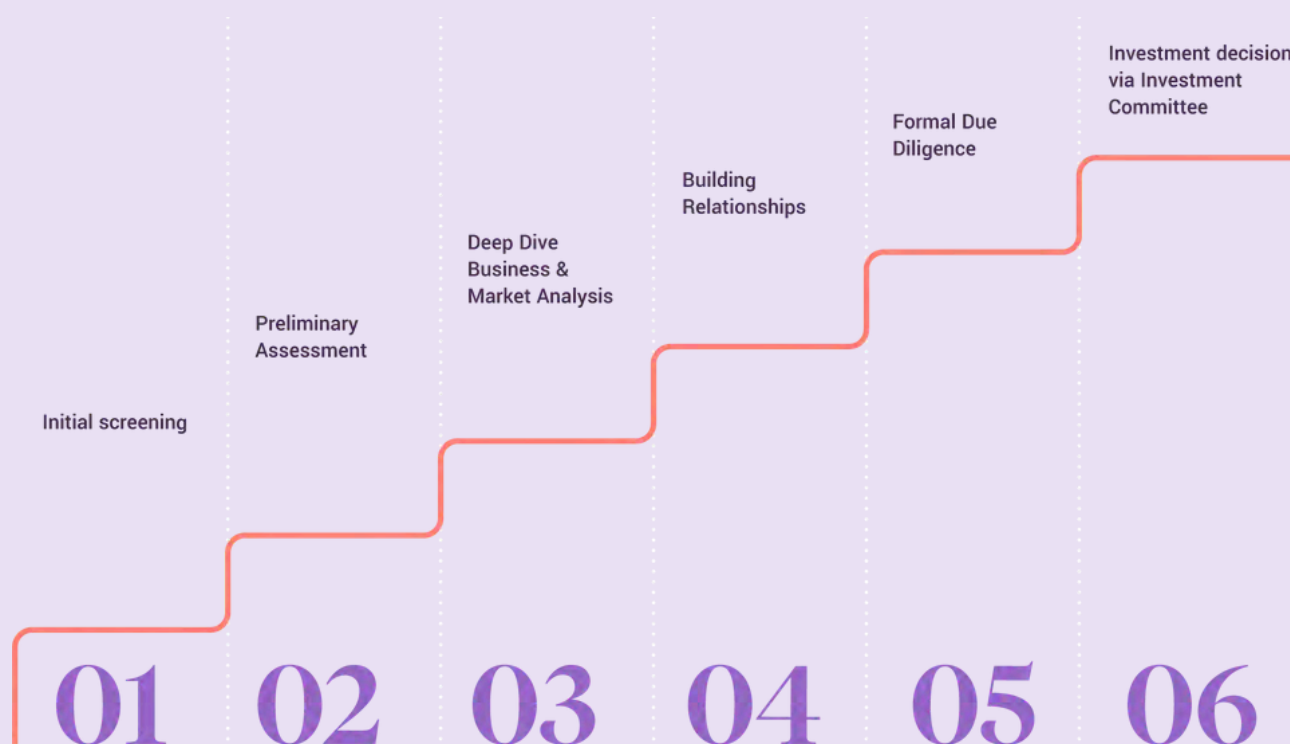 Initial screening
Preliminary
Assessment
Deep Dive
Business &
Market Analysis
Building
Relationships
Formal Due
Diligence
Investment decision
via Investment
Committee
01
02
03
04
05
06